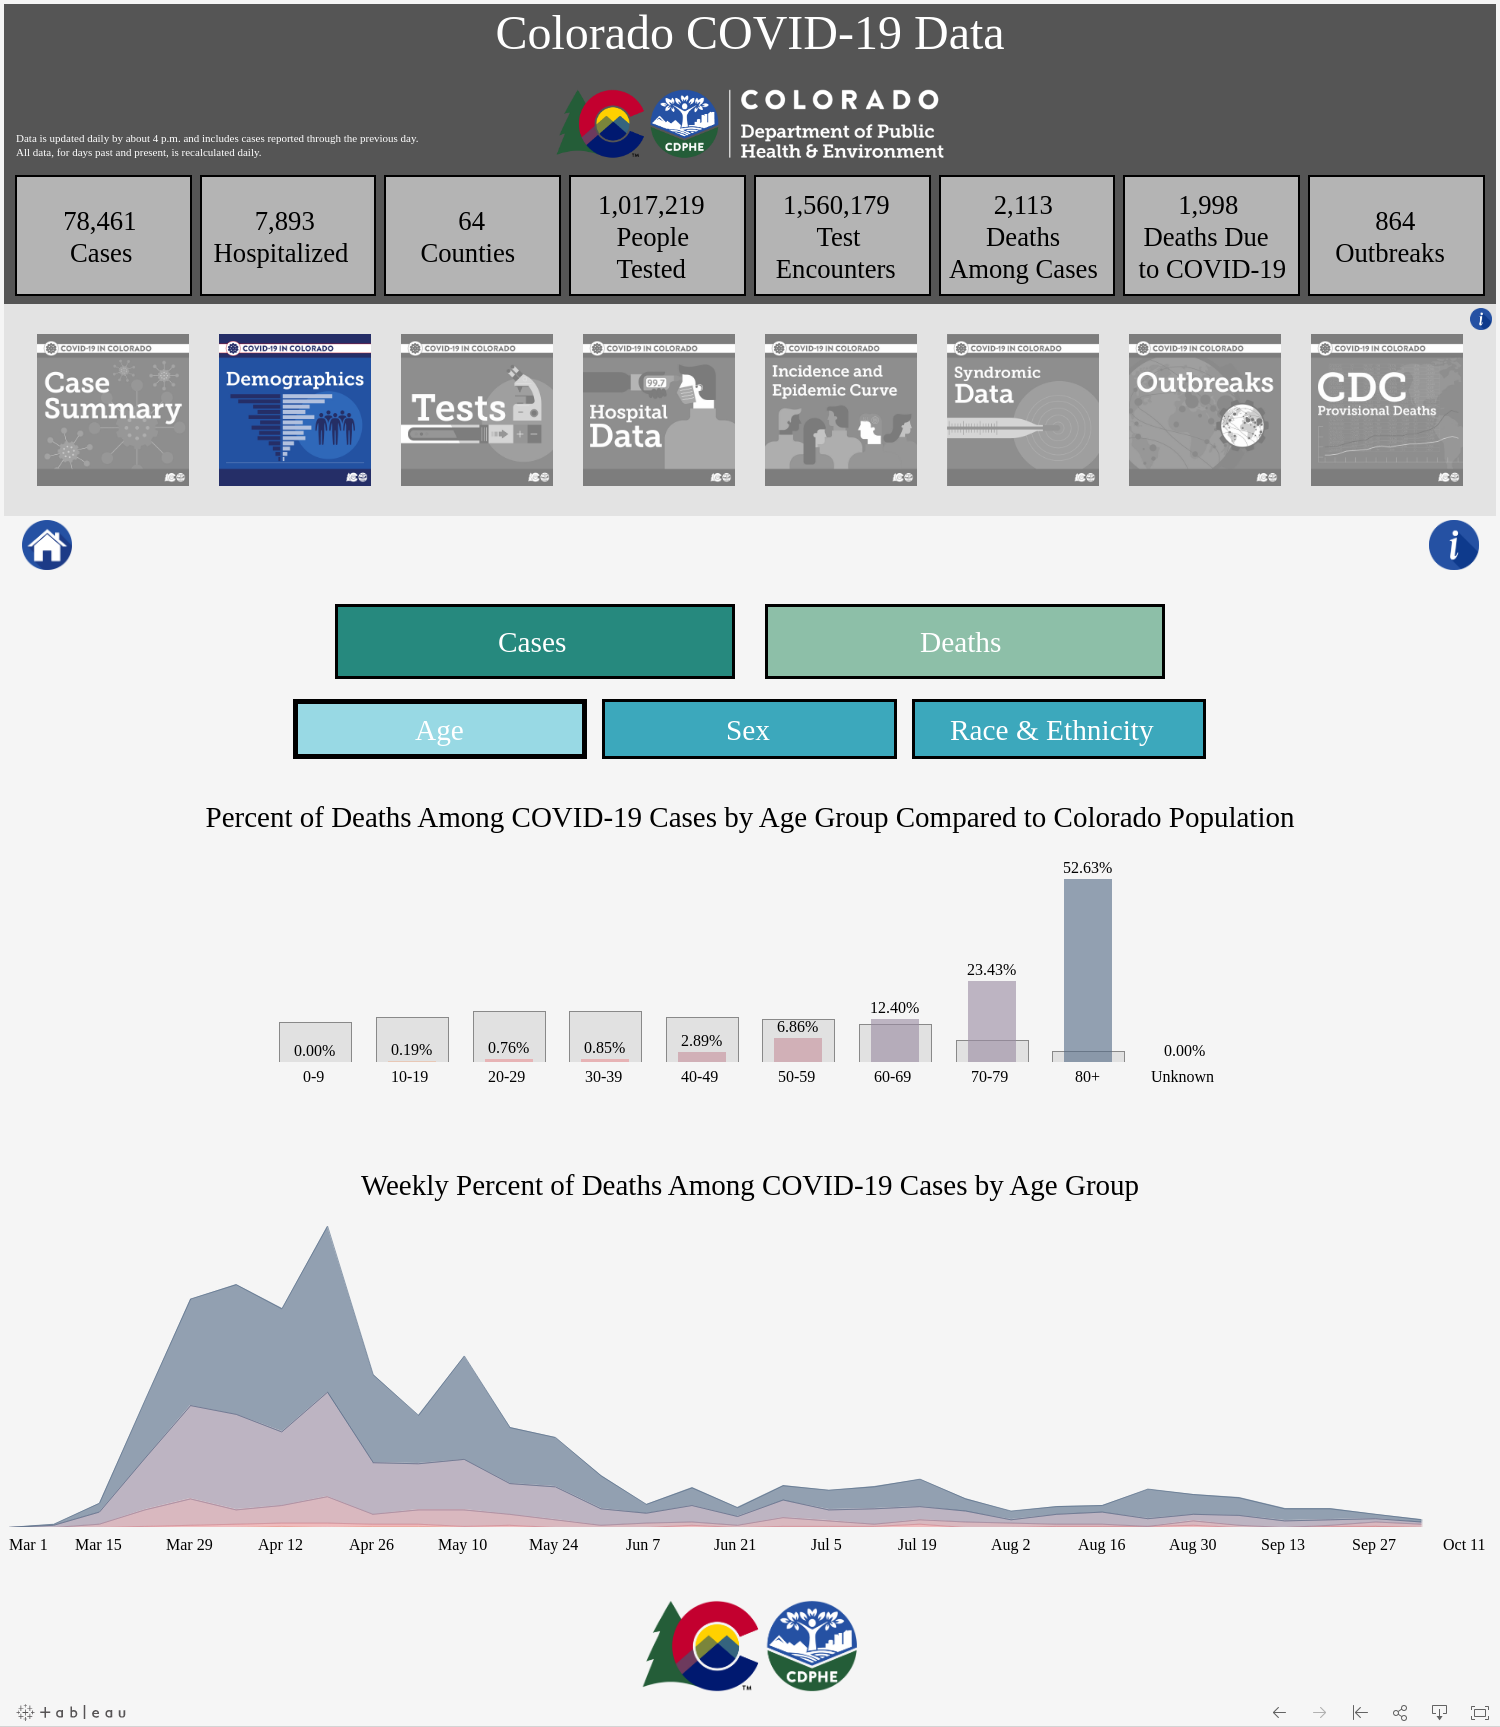 Colorado COVID-19 Data
COLORADO
Department of Public
Health & Environment
CDPHE
TM
Data is updated daily by about 4 p.m. and includes cases reported through the previous day.
All data, for days past and present, is recalculated daily.
78,461
Cases
7,893
Hospitalized
64
Counties
1,017,219
People
Tested
1,560,179
Test
Encounters
2,113
Deaths
Among Cases
1,998
Deaths Due
to COVID-19
864
Outbreaks
i
COVID-19 IN COLORADO
Case
Summary
COVID-19 IN COLORADO
Demographics
COVID-19 IN COLORADO
Tests
COVID-19 IN COLORADO
99.7
Hospital
Data
COVID-19 IN COLORADO
Incidence and
Epidemic Curve
COVID-19 IN COLORADO
Syndromic
Data
COVID-19 IN COLORADO
Outbreaks
COVID-19 IN COLORADO
CDC
Provisional Deaths
i
Cases
Deaths
Age
Sex
Race & Ethnicity
Percent of Deaths Among COVID-19 Cases by Age Group Compared to Colorado Population
0.00% 0.19% 0.76% 0.85% 2.89% 6.86% 12.40% 23.43% 52.63% 0.00%
0-9 10-19 20-29 30-39 40-49 50-59 60-69 70-79 80+ Unknown
Weekly Percent of Deaths Among COVID-19 Cases by Age Group
Mar 1 Mar 15 Mar 29 Apr 12 Apr 26 May 10 May 24 Jun 7 Jun 21 Jul 5 Jul 19 Aug 2 Aug 16 Aug 30 Sep 13 Sep 27 Oct 11
TM
CDPHE
+ableau